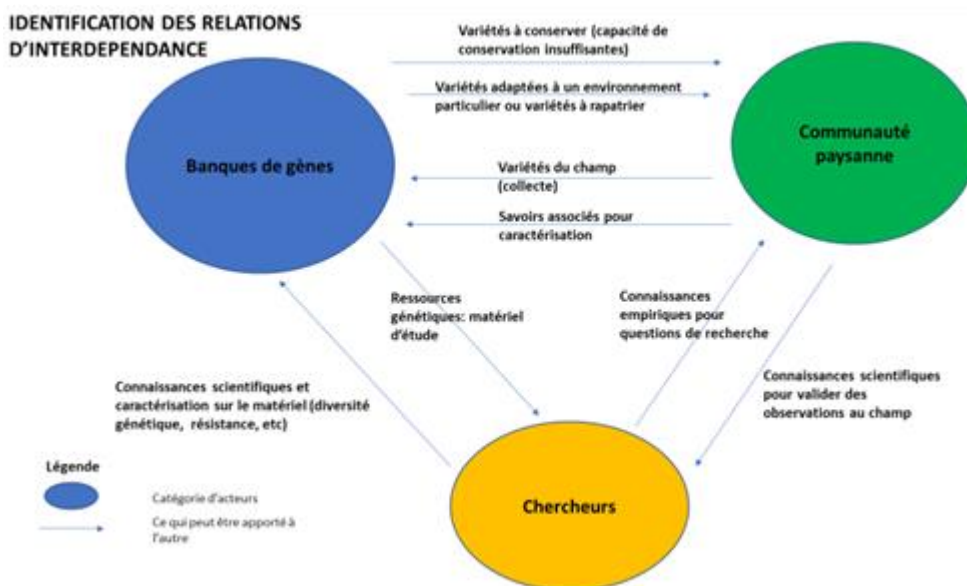 IDENTIFICATION DES RELATIONS
D'INTERDEPENDANCE
Variétés à conserver (capacité de
conservation insuffisantes)
Variétés adaptées à un environnement
particulier ou variétés à rapatrier
Banques de gènes
Communauté
paysanne
Variétés du champ
(collecte)
Savoirs associés pour
caractérisation
Ressources
génétiques: matériel
d'étude
Connaissances
empiriques pour
questions de recherche
Connaissances scientifiques et
caractérisation sur le matériel (diversité
génétique, résistance, etc)
Connaissances scientifiques
pour valider des
observations au champ
Chercheurs
Légende
Catégorie d'acteurs
Ce qui peut être apporté à
l'autre